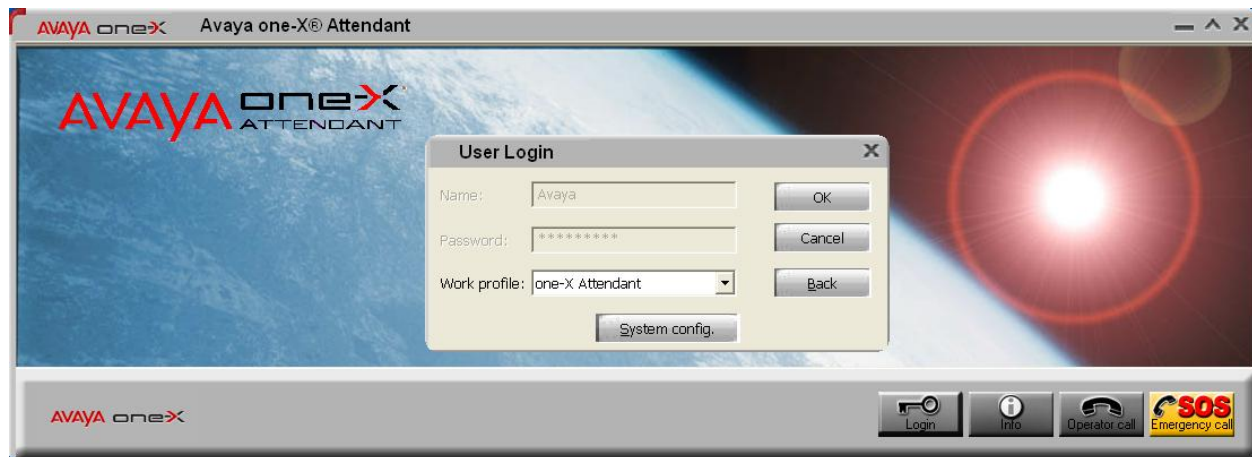 AVAYA one-X Avaya one-X® Attendant
AVAYA one-X
ATTENDANT
User Login
Name: Avaya
Password: *********
Work profile: one-X Attendant
OK
Cancel
Back
System config.
AVAYA one-X
Login
Info
Operator call
SOS
Emergency call